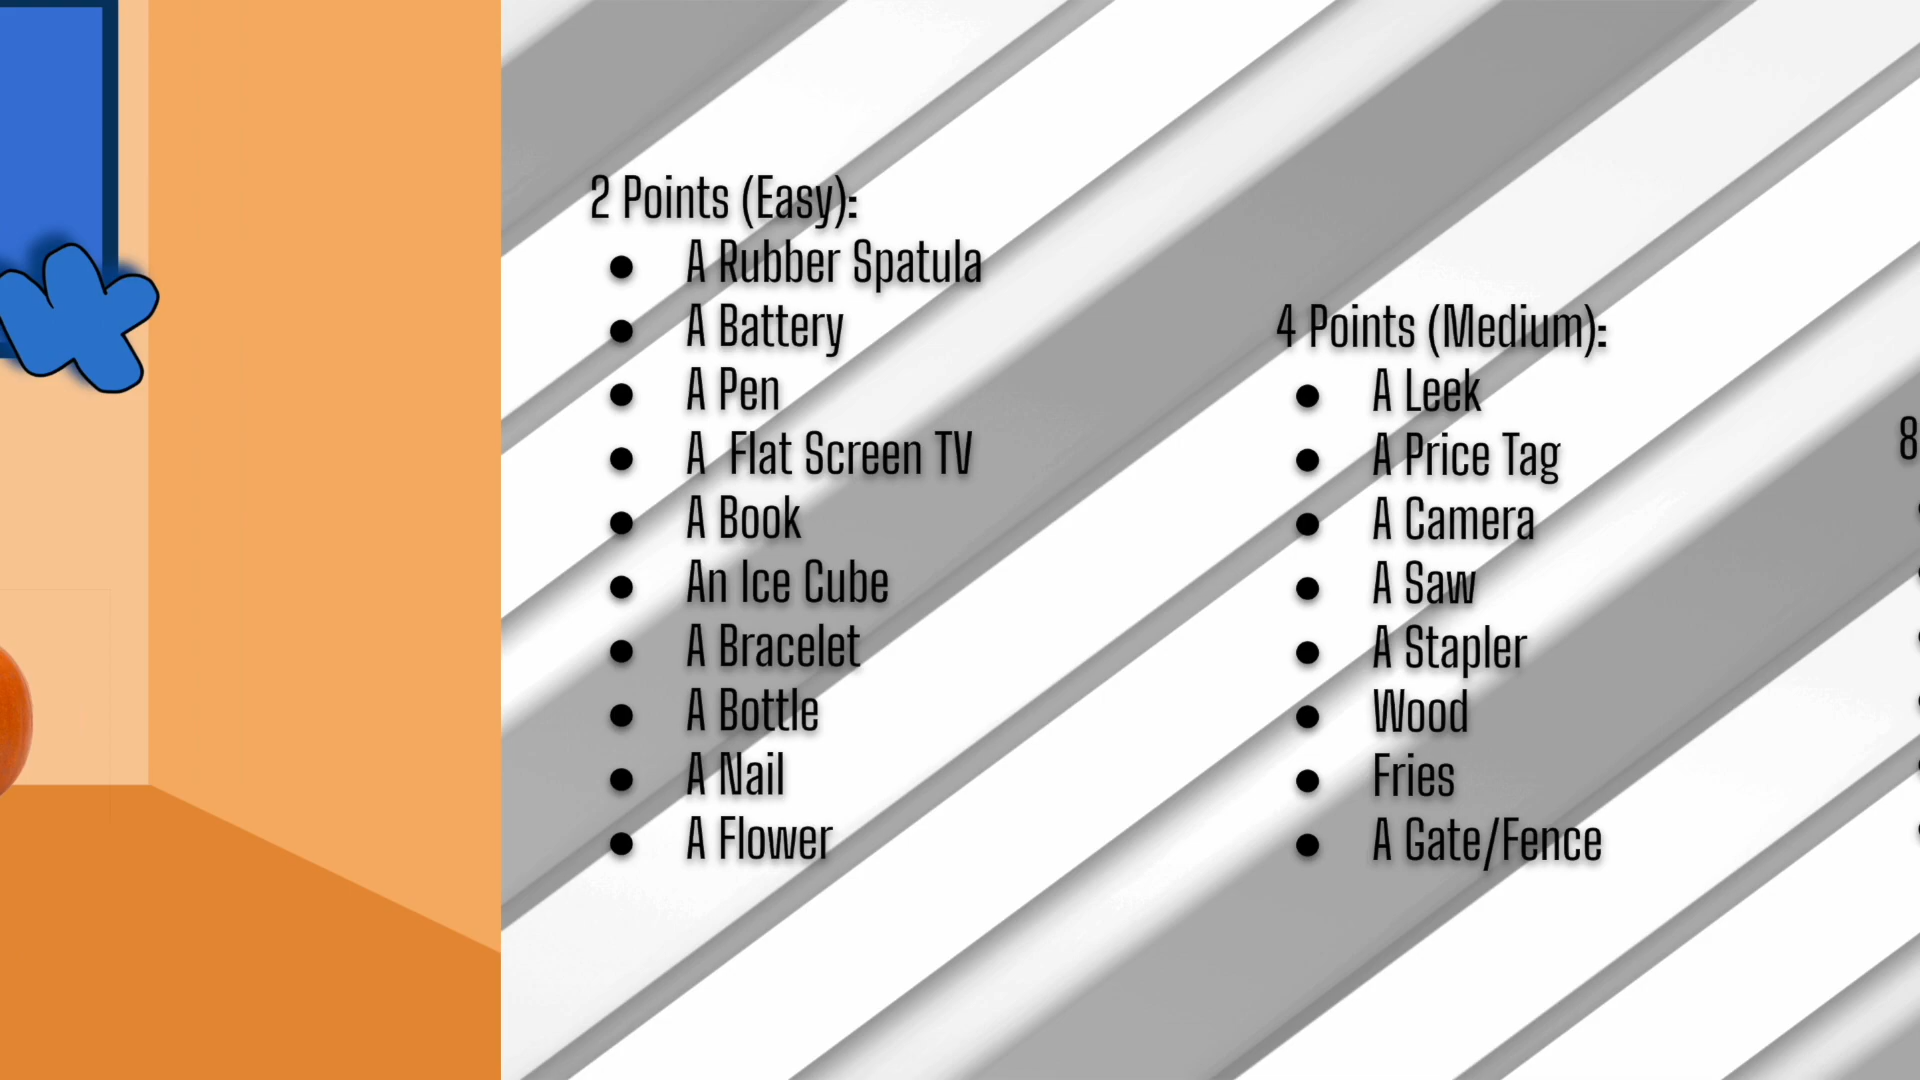 2 Points (Easy):
● A Rubber Spatula
● A Battery
● A Pen
● A  Flat Screen TV
● A Book
● An Ice Cube
● A Bracelet
● A Bottle
● A Nail
● A Flower
4 Points (Medium):
● A Leek
● A Price Tag
● A Camera
● A Saw
● A Stapler
● Wood
● Fries
● A Gate/Fence
8